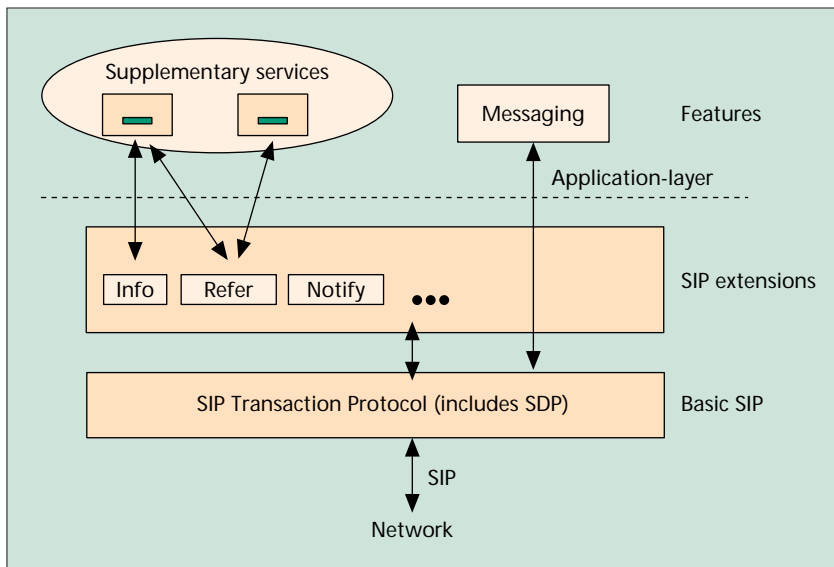 Supplementary services
Messaging
Features
Application-layer
Info
Refer
Notify
•••
SIP extensions
SIP Transaction Protocol (includes SDP)
Basic SIP
SIP
Network